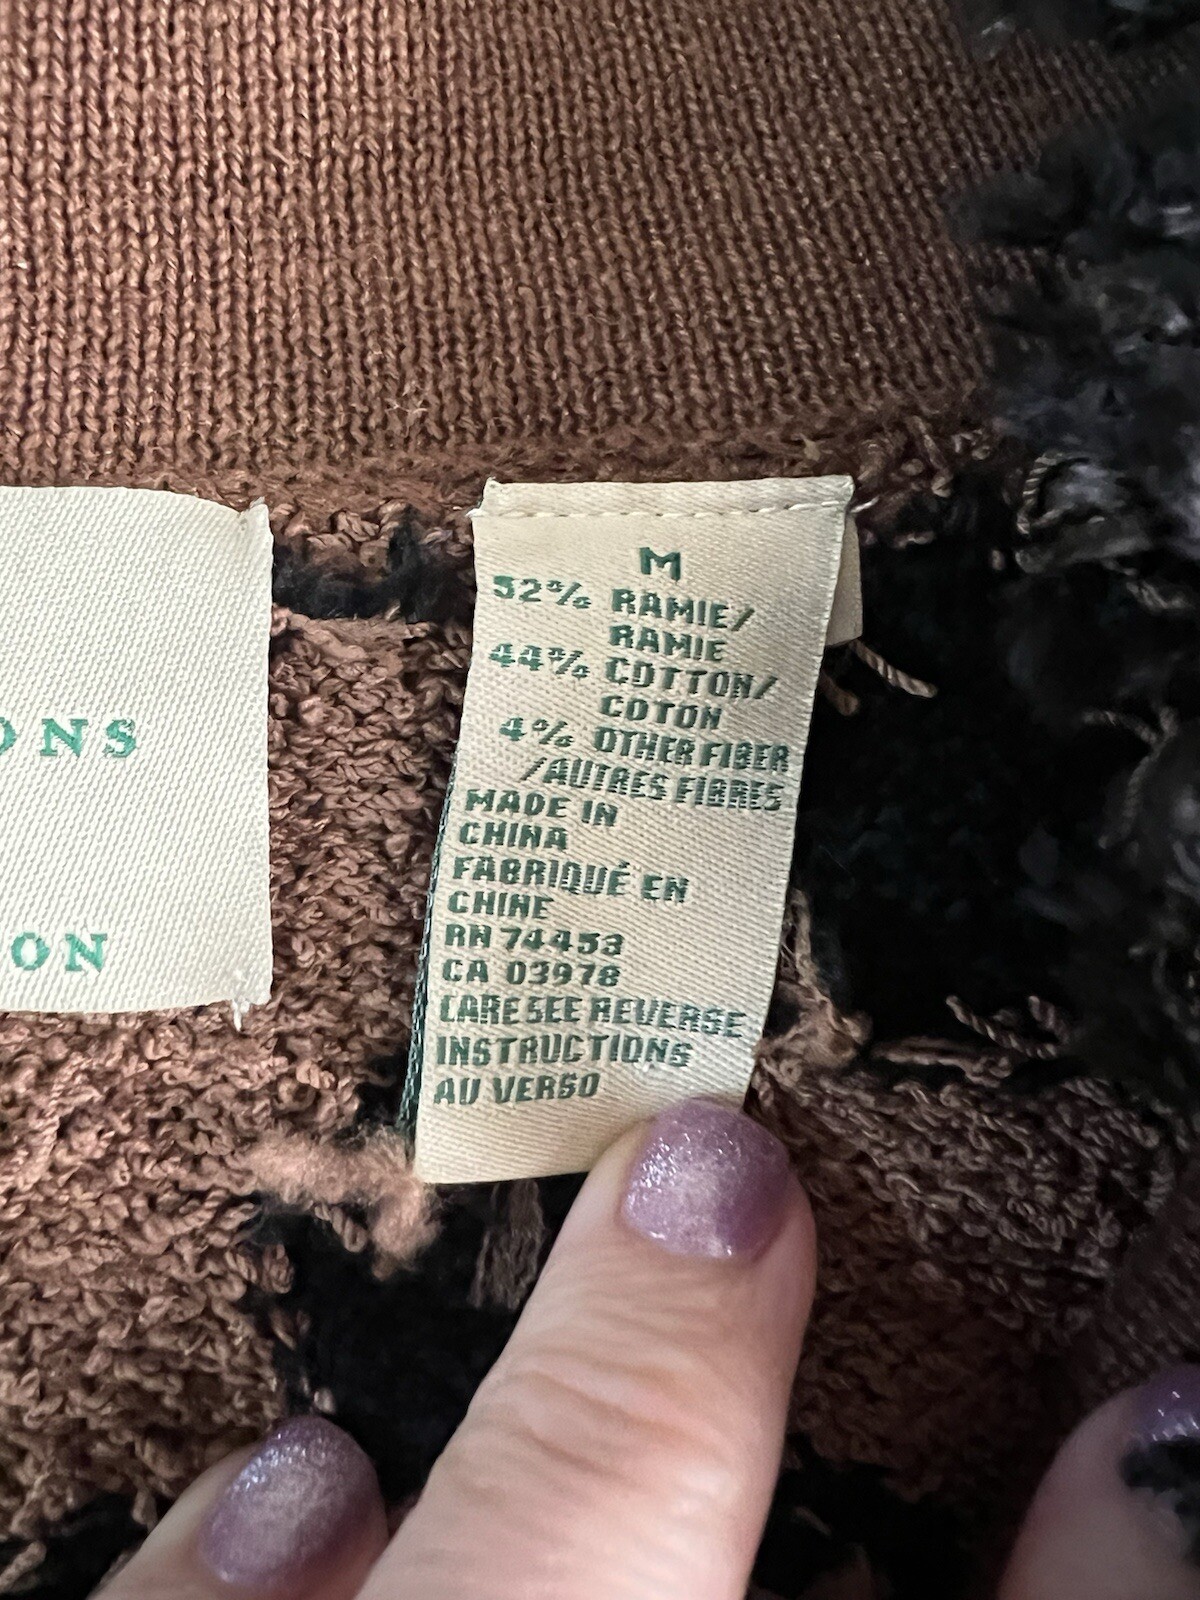 ONS
ON
M
52% RAMIE/
RAMIE
44% COTTON/
COTON
4% OTHER FIBER
/AUTRES FIBRES
MADE IN
CHINA
FABRIQUÉ EN
CHINE
RN 74453
CA 03978
CARE SEE REVERSE
INSTRUCTIONS
AU VERSO